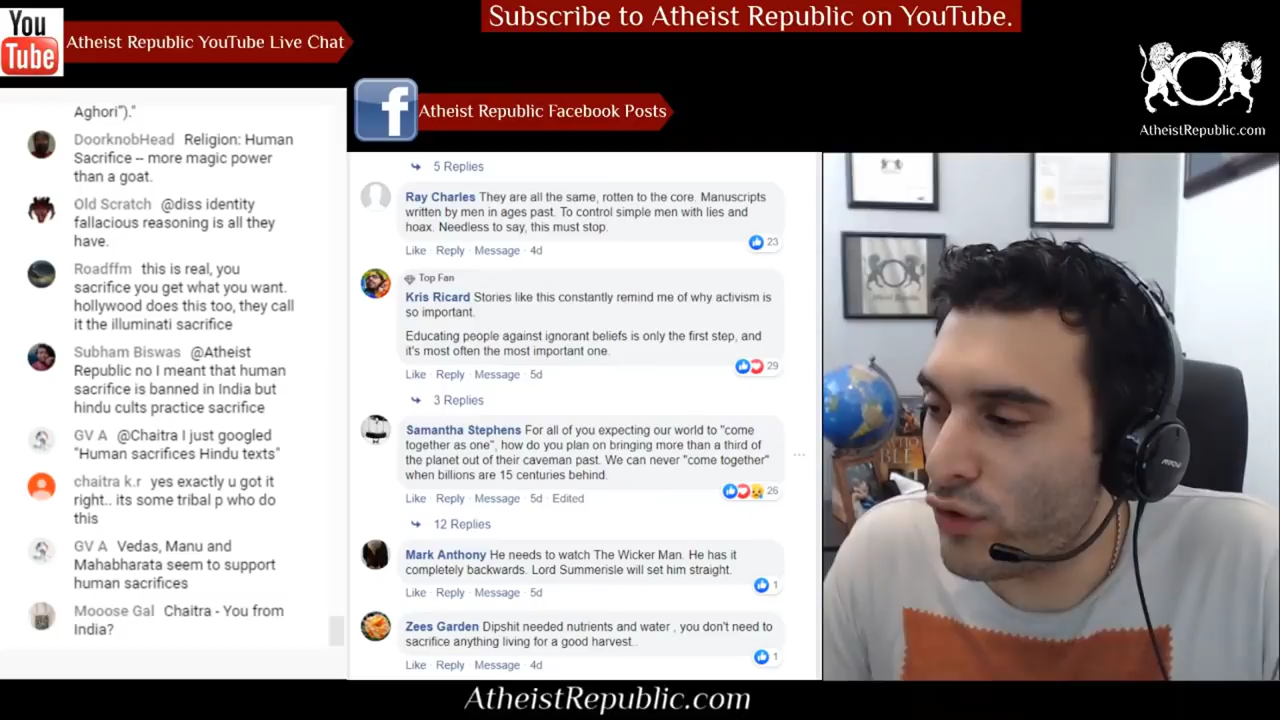 Subscribe to Atheist Republic on YouTube.
You
Tube
Atheist Republic YouTube Live Chat
AtheistRepublic.com
Atheist Republic Facebook Posts
Aghori")."
DoorknobHead Religion: Human
Sacrifice -- more magic power
than a goat.
Old Scratch @diss identity
fallacious reasoning is all they
have.
Roadffm this is real, you
sacrifice you get what you want.
hollywood does this too, they call
it the illuminati sacrifice
Subham Biswas @Atheist
Republic no I meant that human
sacrifice is banned in India but
hindu cults practice sacrifice
GV A @Chaitra I just googled
"Human sacrifices Hindu texts"
chaitra k.r yes exactly u got it
right.. its some tribal p who do
this
GV A Vedas, Manu and
Mahabharata seem to support
human sacrifices
Mooose Gal Chaitra - You from
India?
5 Replies
Ray Charles They are all the same, rotten to the core. Manuscripts
written by men in ages past. To control simple men with lies and
hoax. Needless to say, this must stop.
23
Like · Reply · Message · 4d
Top Fan
Kris Ricard Stories like this constantly remind me of why activism is
so important.
Educating people against ignorant beliefs is only the first step, and
it's most often the most important one.
29
Like · Reply · Message · 5d
3 Replies
Samantha Stephens For all of you expecting our world to "come
together as one", how do you plan on bringing more than a third of
the planet out of their caveman past. We can never "come together"
when billions are 15 centuries behind.
26
Like · Reply · Message · 5d · Edited
12 Replies
Mark Anthony He needs to watch The Wicker Man. He has it
completely backwards. Lord Summerisle will set him straight.
1
Like · Reply · Message · 5d
Zees Garden Dipshit needed nutrients and water , you don't need to
sacrifice anything living for a good harvest..
1
Like · Reply · Message · 4d
AtheistRepublic.com